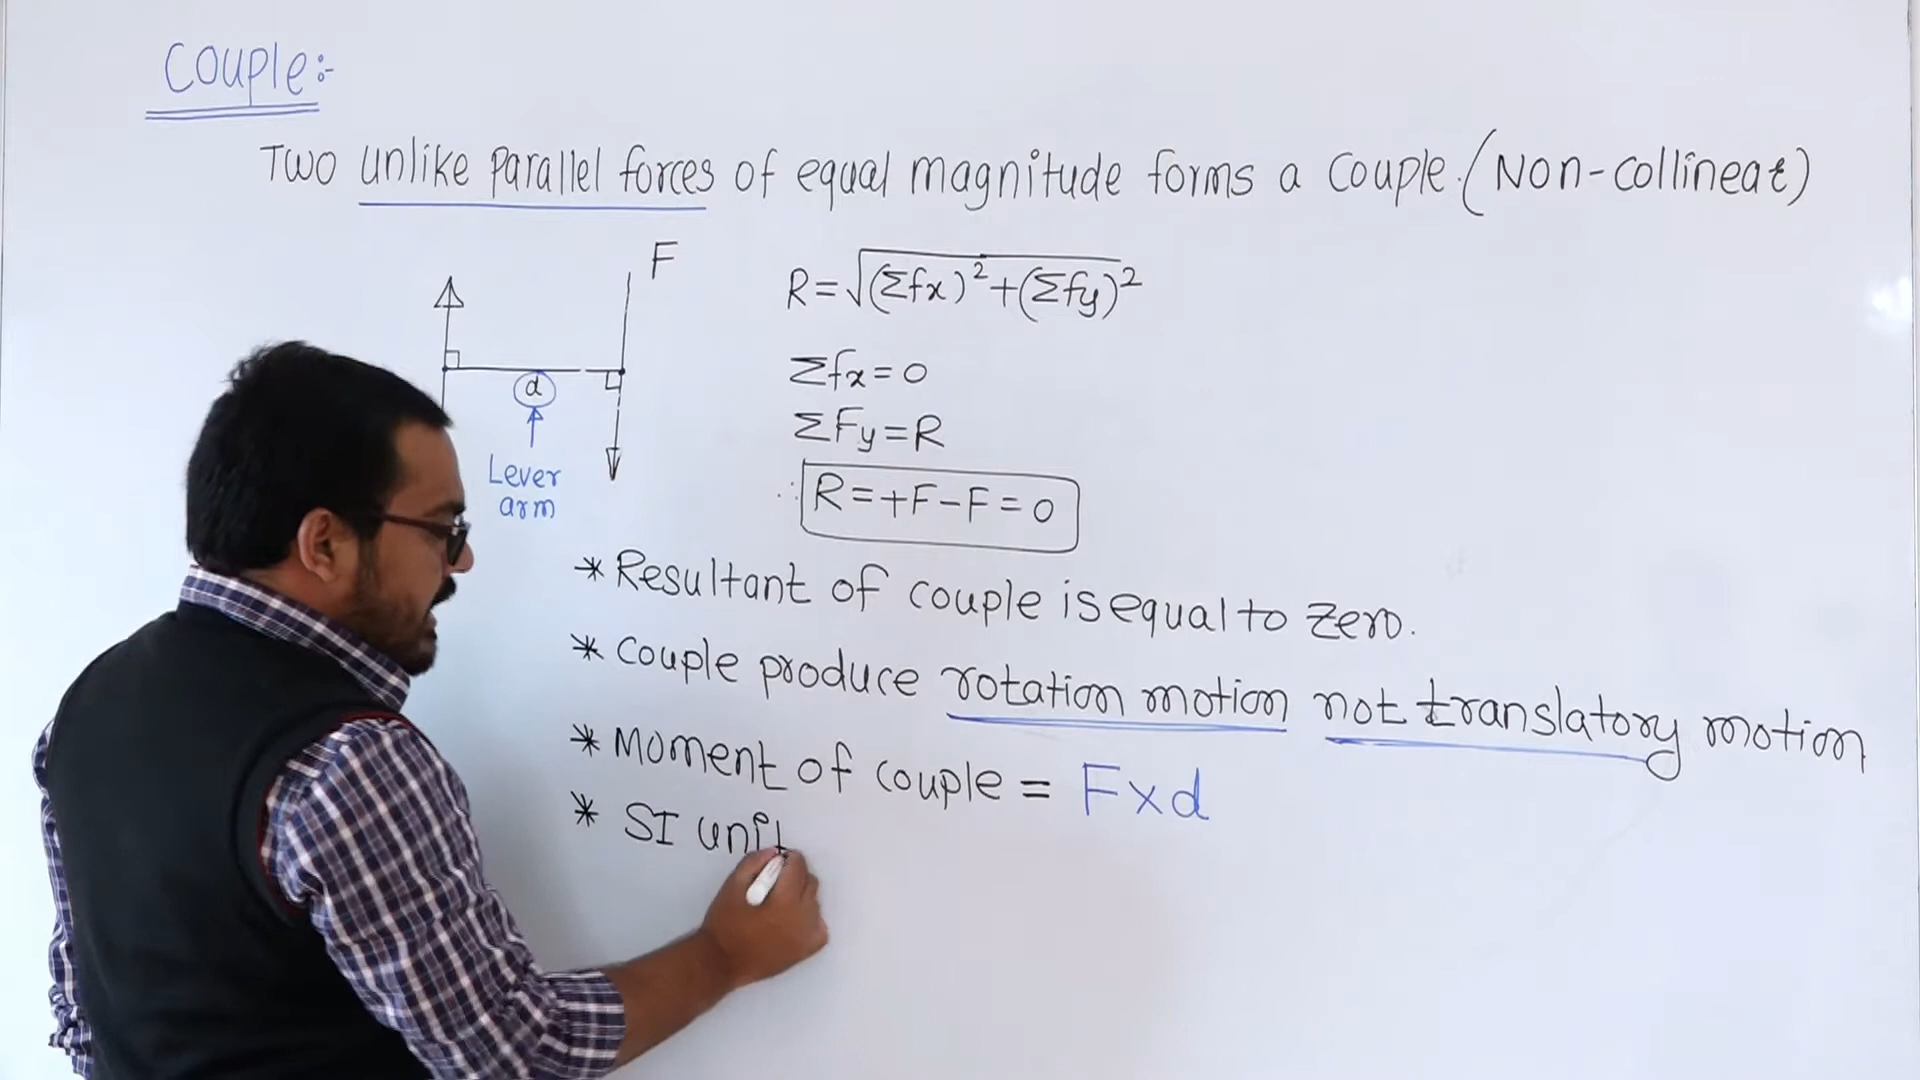 Couple:-
Two unlike parallel forces of equal magnitude forms a couple. (Non-collinear)
F
d
Lever
arm
R=√(Σfx)²+(Σfy)²
Σfx=0
ΣFy=R
∴ R=+F-F=0
* Resultant of couple is equal to zero.
* Couple produce rotation motion not translatory motion
* Moment of couple = F×d
* SI unit